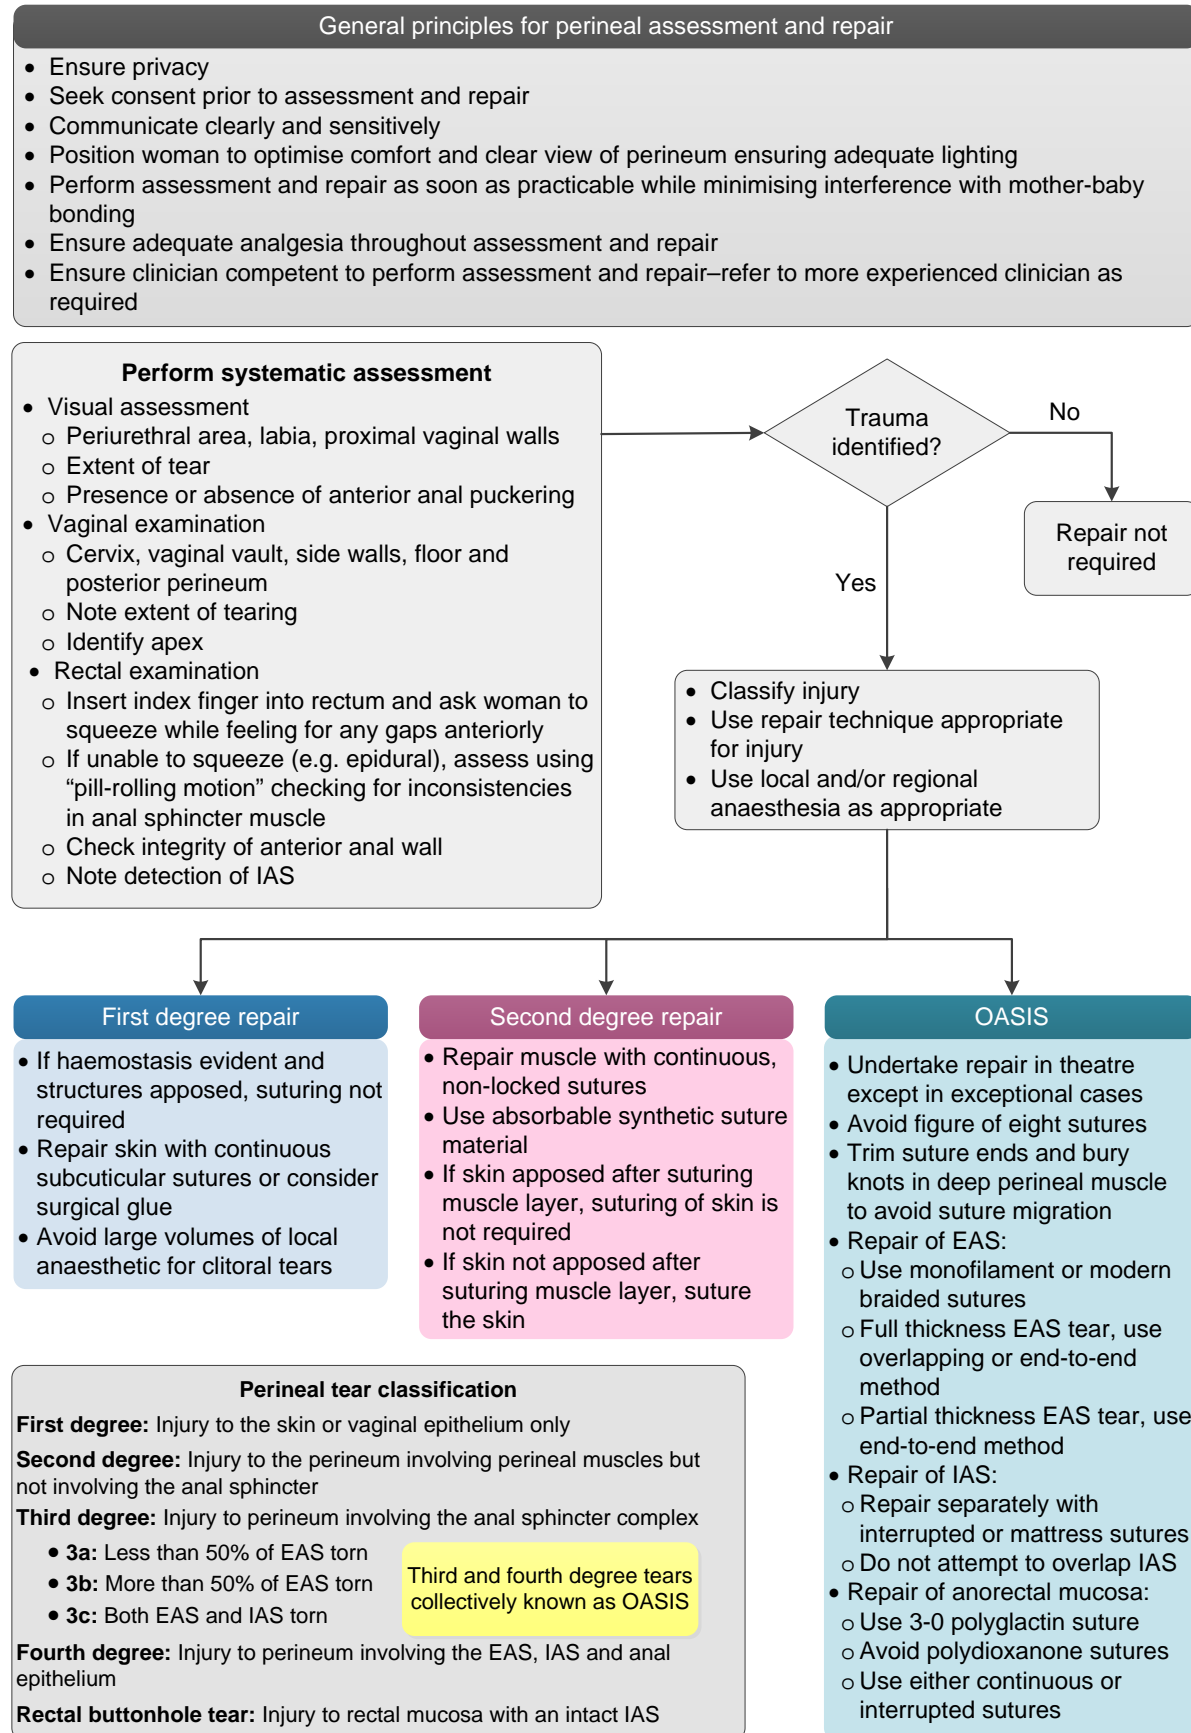 General principles for perineal assessment and repair
• Ensure privacy
• Seek consent prior to assessment and repair
• Communicate clearly and sensitively
• Position woman to optimise comfort and clear view of perineum ensuring adequate lighting
• Perform assessment and repair as soon as practicable while minimising interference with mother-baby
bonding
• Ensure adequate analgesia throughout assessment and repair
• Ensure clinician competent to perform assessment and repair–refer to more experienced clinician as
required
Perform systematic assessment
• Visual assessment
o Periurethral area, labia, proximal vaginal walls
o Extent of tear
o Presence or absence of anterior anal puckering
• Vaginal examination
o Cervix, vaginal vault, side walls, floor and
posterior perineum
o Note extent of tearing
o Identify apex
• Rectal examination
o Insert index finger into rectum and ask woman to
squeeze while feeling for any gaps anteriorly
o If unable to squeeze (e.g. epidural), assess using
“pill-rolling motion” checking for inconsistencies
in anal sphincter muscle
o Check integrity of anterior anal wall
o Note detection of IAS
Trauma
identified?
No
Repair not
required
Yes
• Classify injury
• Use repair technique appropriate
for injury
• Use local and/or regional
anaesthesia as appropriate
First degree repair
• If haemostasis evident and
structures apposed, suturing not
required
• Repair skin with continuous
subcuticular sutures or consider
surgical glue
• Avoid large volumes of local
anaesthetic for clitoral tears
Second degree repair
• Repair muscle with continuous,
non-locked sutures
• Use absorbable synthetic suture
material
• If skin apposed after suturing
muscle layer, suturing of skin is
not required
• If skin not apposed after
suturing muscle layer, suture
the skin
OASIS
• Undertake repair in theatre
except in exceptional cases
• Avoid figure of eight sutures
• Trim suture ends and bury
knots in deep perineal muscle
to avoid suture migration
• Repair of EAS:
o Use monofilament or modern
braided sutures
o Full thickness EAS tear, use
overlapping or end-to-end
method
o Partial thickness EAS tear, use
end-to-end method
• Repair of IAS:
o Repair separately with
interrupted or mattress sutures
o Do not attempt to overlap IAS
• Repair of anorectal mucosa:
o Use 3-0 polyglactin suture
o Avoid polydioxanone sutures
o Use either continuous or
interrupted sutures
Perineal tear classification
First degree: Injury to the skin or vaginal epithelium only
Second degree: Injury to the perineum involving perineal muscles but
not involving the anal sphincter
Third degree: Injury to perineum involving the anal sphincter complex
• 3a: Less than 50% of EAS torn
• 3b: More than 50% of EAS torn
• 3c: Both EAS and IAS torn
Third and fourth degree tears
collectively known as OASIS
Fourth degree: Injury to perineum involving the EAS, IAS and anal
epithelium
Rectal buttonhole tear: Injury to rectal mucosa with an intact IAS